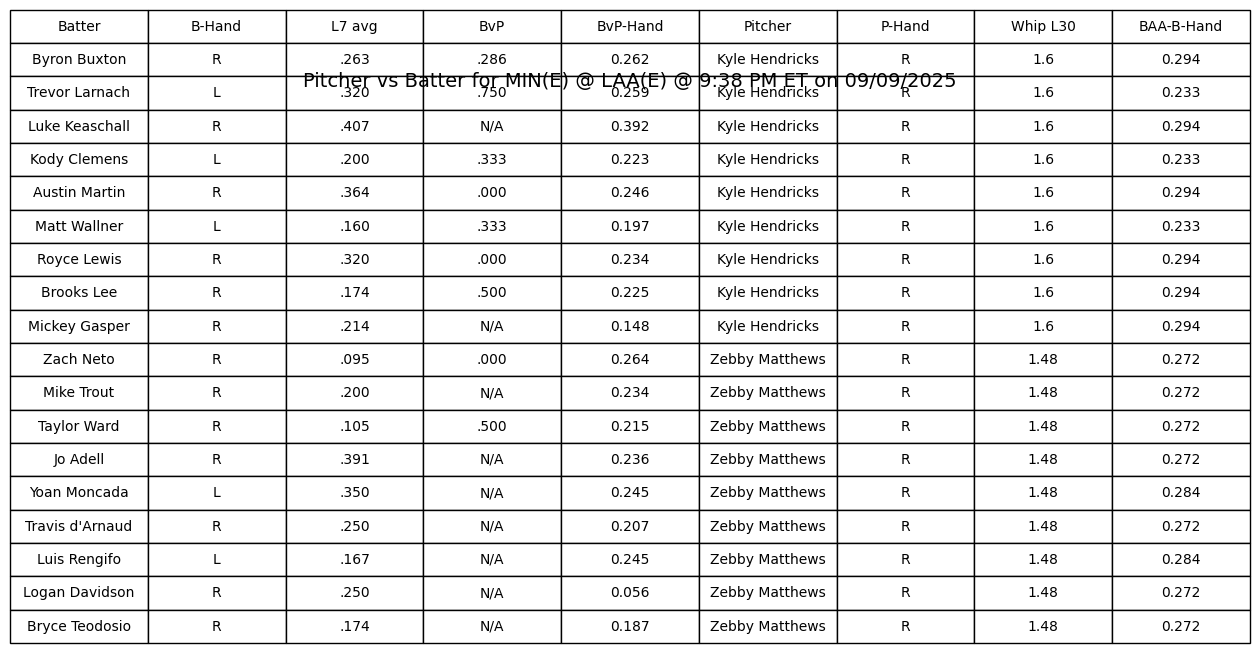 Batter B-Hand L7 avg BvP BvP-Hand Pitcher P-Hand Whip L30 BAA-B-Hand
Byron Buxton R .263 .286 0.262 Kyle Hendricks R 1.6 0.294
Pitcher vs Batter for MIN(E) @ LAA(E) @ 9:38 PM ET on 09/09/2025
Trevor Larnach L .320 .750 0.259 Kyle Hendricks R 1.6 0.233
Luke Keaschall R .407 N/A 0.392 Kyle Hendricks R 1.6 0.294
Kody Clemens L .200 .333 0.223 Kyle Hendricks R 1.6 0.233
Austin Martin R .364 .000 0.246 Kyle Hendricks R 1.6 0.294
Matt Wallner L .160 .333 0.197 Kyle Hendricks R 1.6 0.233
Royce Lewis R .320 .000 0.234 Kyle Hendricks R 1.6 0.294
Brooks Lee R .174 .500 0.225 Kyle Hendricks R 1.6 0.294
Mickey Gasper R .214 N/A 0.148 Kyle Hendricks R 1.6 0.294
Zach Neto R .095 .000 0.264 Zebby Matthews R 1.48 0.272
Mike Trout R .200 N/A 0.234 Zebby Matthews R 1.48 0.272
Taylor Ward R .105 .500 0.215 Zebby Matthews R 1.48 0.272
Jo Adell R .391 N/A 0.236 Zebby Matthews R 1.48 0.272
Yoan Moncada L .350 N/A 0.245 Zebby Matthews R 1.48 0.284
Travis d'Arnaud R .250 N/A 0.207 Zebby Matthews R 1.48 0.272
Luis Rengifo L .167 N/A 0.245 Zebby Matthews R 1.48 0.284
Logan Davidson R .250 N/A 0.056 Zebby Matthews R 1.48 0.272
Bryce Teodosio R .174 N/A 0.187 Zebby Matthews R 1.48 0.272